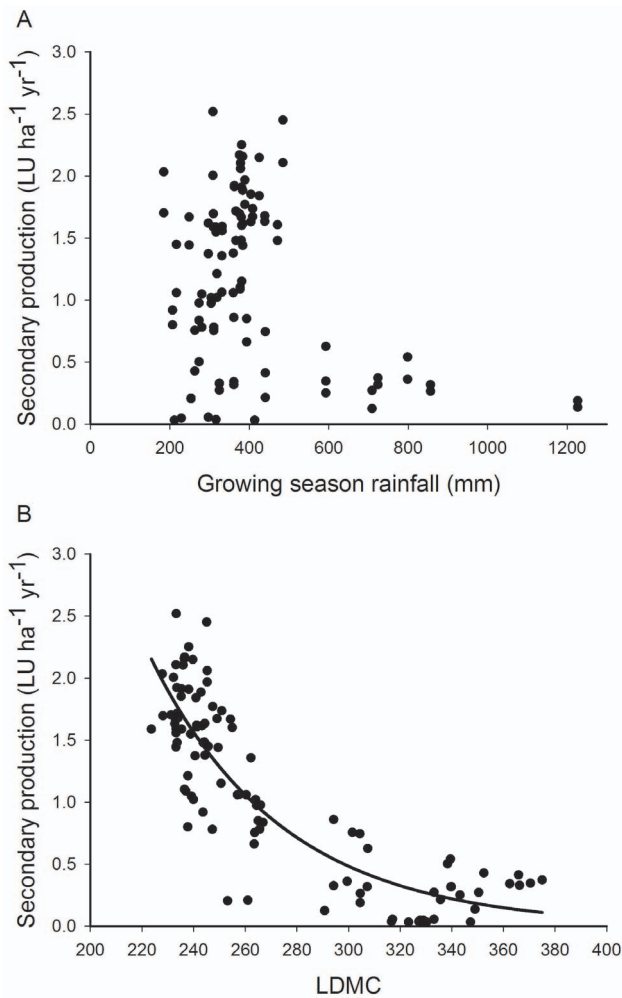 A
3.0
2.5
2.0
1.5
1.0
0.5
0.0
Secondary production (LU ha⁻¹ yr⁻¹)
0 200 400 600 800 1000 1200
Growing season rainfall (mm)
B
3.0
2.5
2.0
1.5
1.0
0.5
0.0
Secondary production (LU ha⁻¹ yr⁻¹)
200 220 240 260 280 300 320 340 360 380 400
LDMC